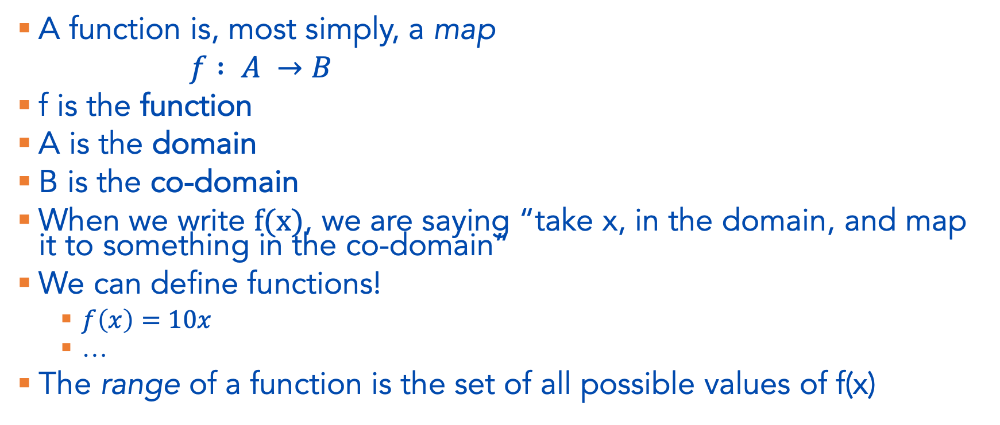 ▪ A function is, most simply, a map
f : A → B
▪ f is the function
▪ A is the domain
▪ B is the co-domain
▪ When we write f(x), we are saying “take x, in the domain, and map
it to something in the co-domain”
▪ We can define functions!
▪ f(x) = 10x
▪ …
▪ The range of a function is the set of all possible values of f(x)